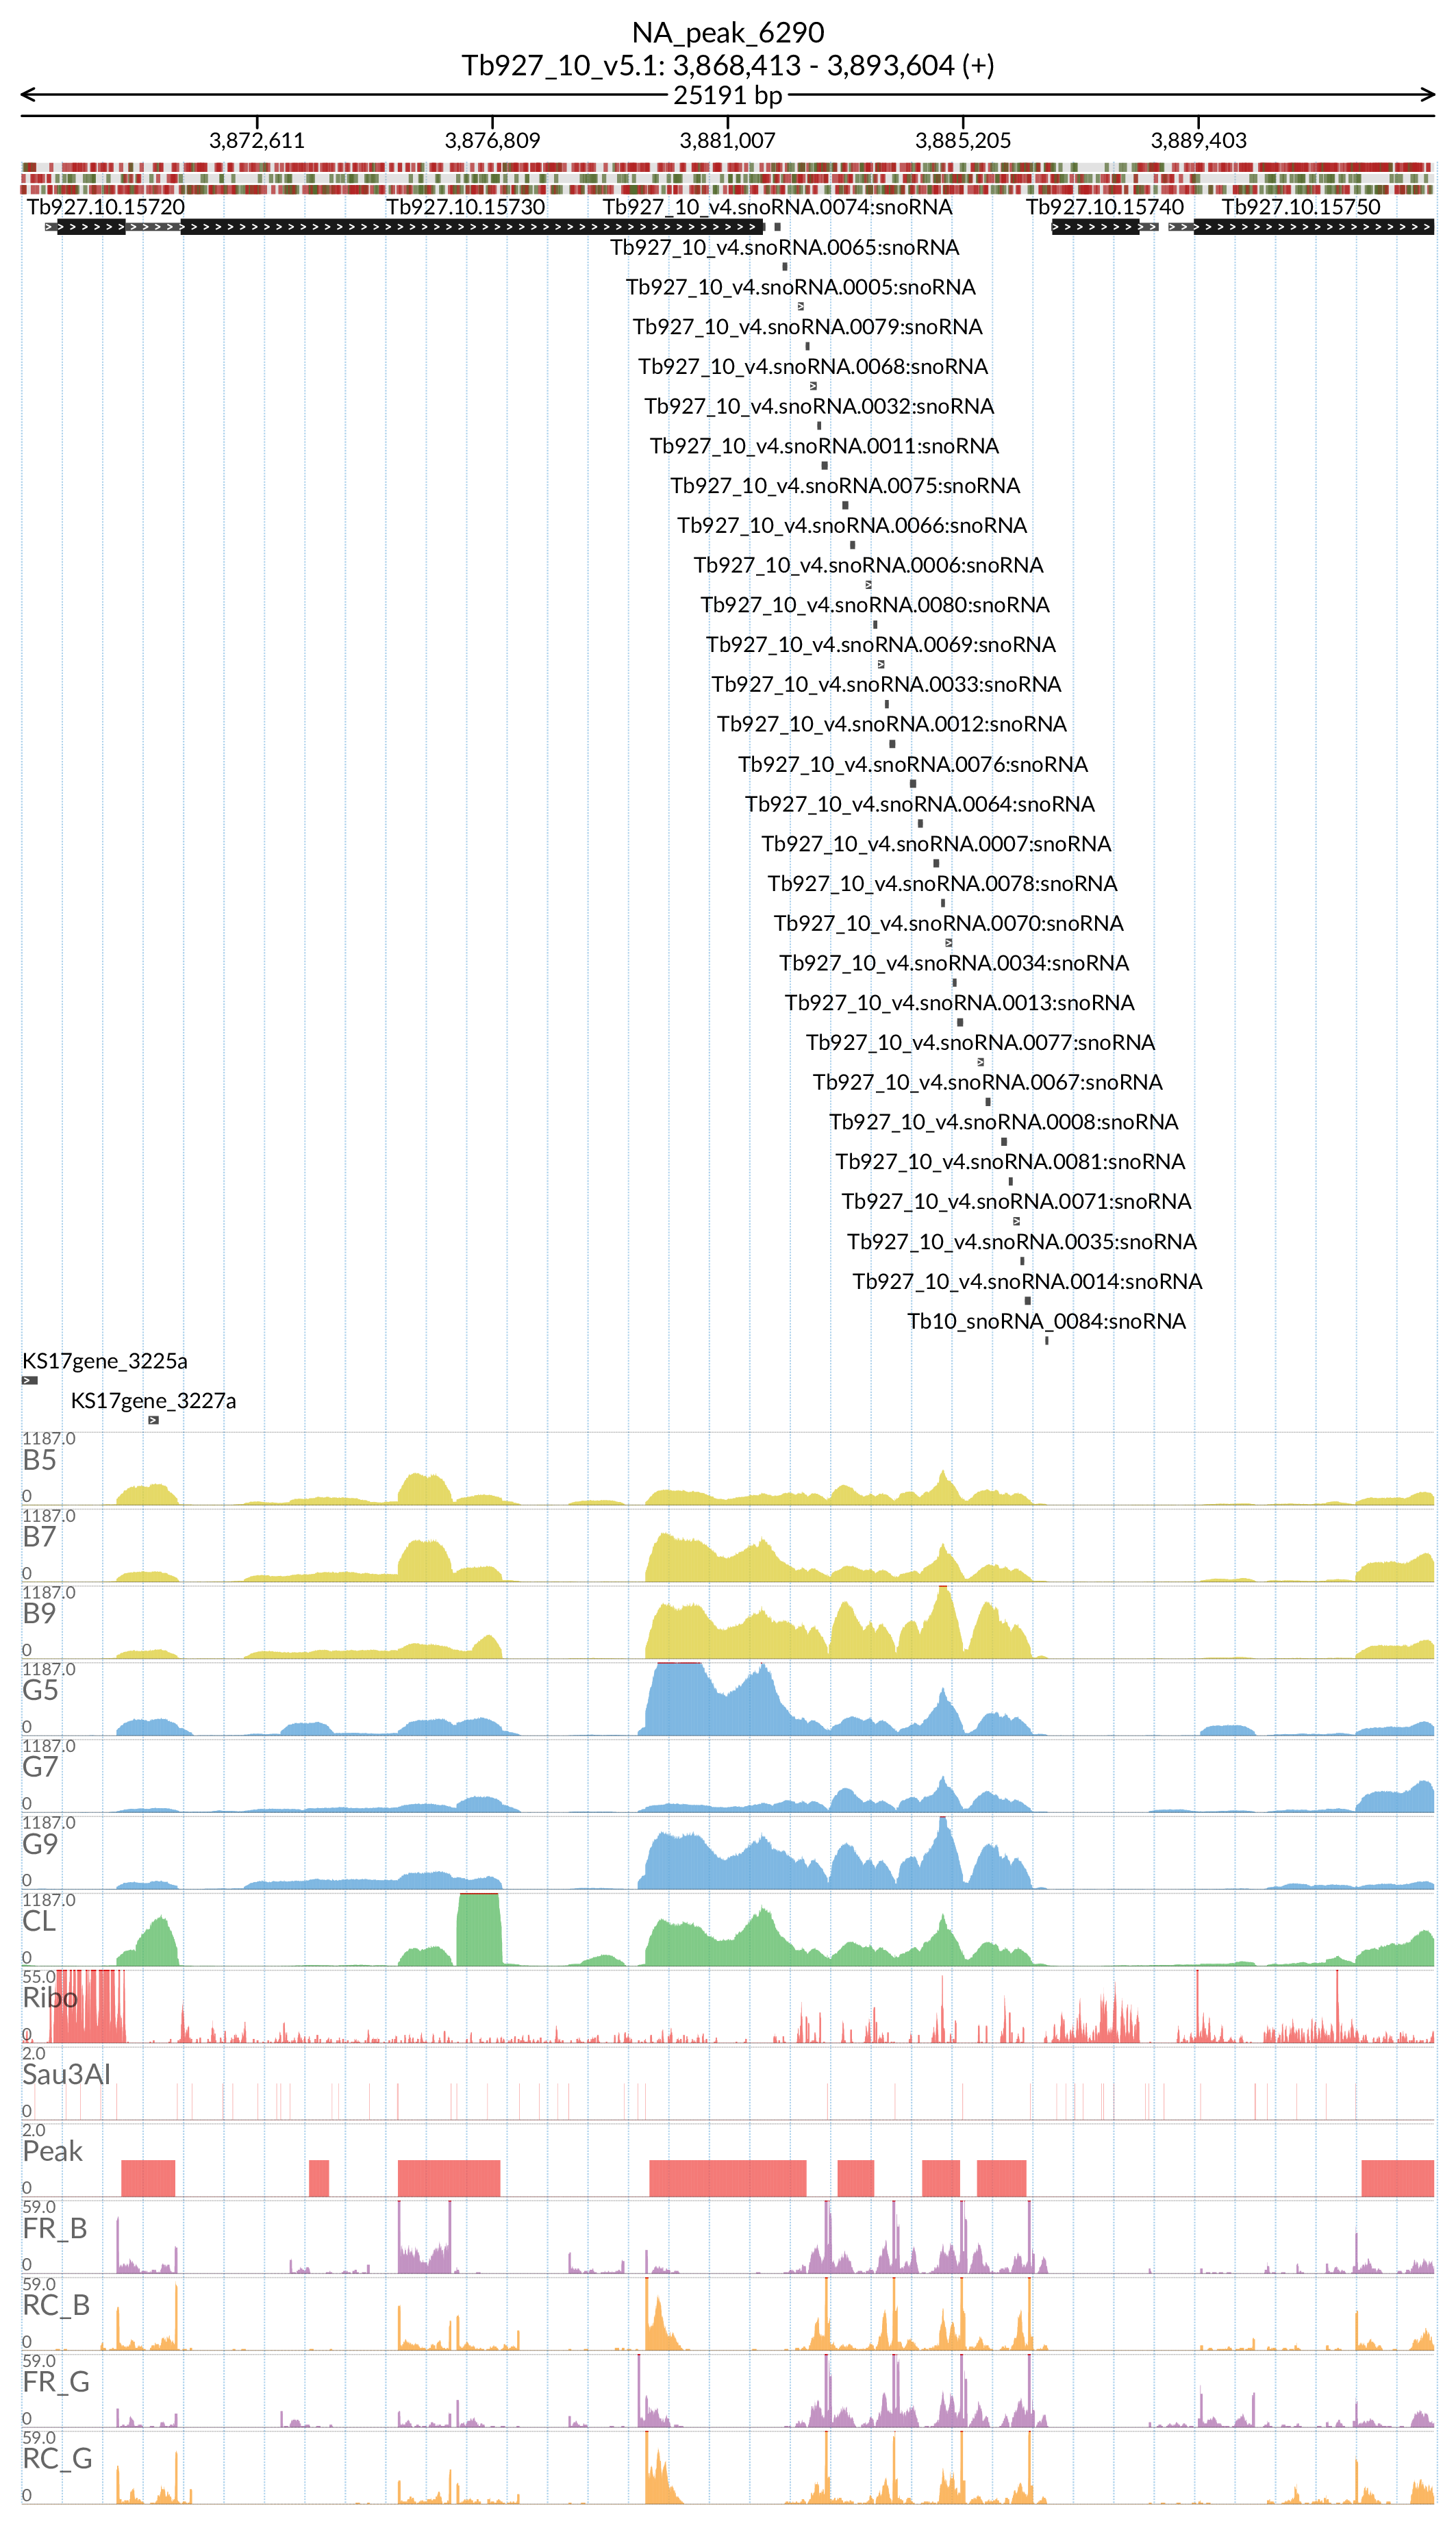 NA_peak_6290
Tb927_10_v5.1: 3,868,413 - 3,893,604 (+)
25191 bp
3,872,611 3,876,809 3,881,007 3,885,205 3,889,403
Tb927.10.15720 Tb927.10.15730 Tb927_10_v4.snoRNA.0074:snoRNA Tb927.10.15740 Tb927.10.15750
Tb927_10_v4.snoRNA.0065:snoRNA
Tb927_10_v4.snoRNA.0005:snoRNA
Tb927_10_v4.snoRNA.0079:snoRNA
Tb927_10_v4.snoRNA.0068:snoRNA
Tb927_10_v4.snoRNA.0032:snoRNA
Tb927_10_v4.snoRNA.0011:snoRNA
Tb927_10_v4.snoRNA.0075:snoRNA
Tb927_10_v4.snoRNA.0066:snoRNA
Tb927_10_v4.snoRNA.0006:snoRNA
Tb927_10_v4.snoRNA.0080:snoRNA
Tb927_10_v4.snoRNA.0069:snoRNA
Tb927_10_v4.snoRNA.0033:snoRNA
Tb927_10_v4.snoRNA.0012:snoRNA
Tb927_10_v4.snoRNA.0076:snoRNA
Tb927_10_v4.snoRNA.0064:snoRNA
Tb927_10_v4.snoRNA.0007:snoRNA
Tb927_10_v4.snoRNA.0078:snoRNA
Tb927_10_v4.snoRNA.0070:snoRNA
Tb927_10_v4.snoRNA.0034:snoRNA
Tb927_10_v4.snoRNA.0013:snoRNA
Tb927_10_v4.snoRNA.0077:snoRNA
Tb927_10_v4.snoRNA.0067:snoRNA
Tb927_10_v4.snoRNA.0008:snoRNA
Tb927_10_v4.snoRNA.0081:snoRNA
Tb927_10_v4.snoRNA.0071:snoRNA
Tb927_10_v4.snoRNA.0035:snoRNA
Tb927_10_v4.snoRNA.0014:snoRNA
Tb10_snoRNA_0084:snoRNA
KS17gene_3225a
KS17gene_3227a
1187.0
B5
0
1187.0
B7
0
1187.0
B9
0
1187.0
G5
0
1187.0
G7
0
1187.0
G9
0
1187.0
CL
0
55.0
Ribo
0
2.0
Sau3AI
0
2.0
Peak
0
59.0
FR_B
0
59.0
RC_B
0
59.0
FR_G
0
59.0
RC_G
0